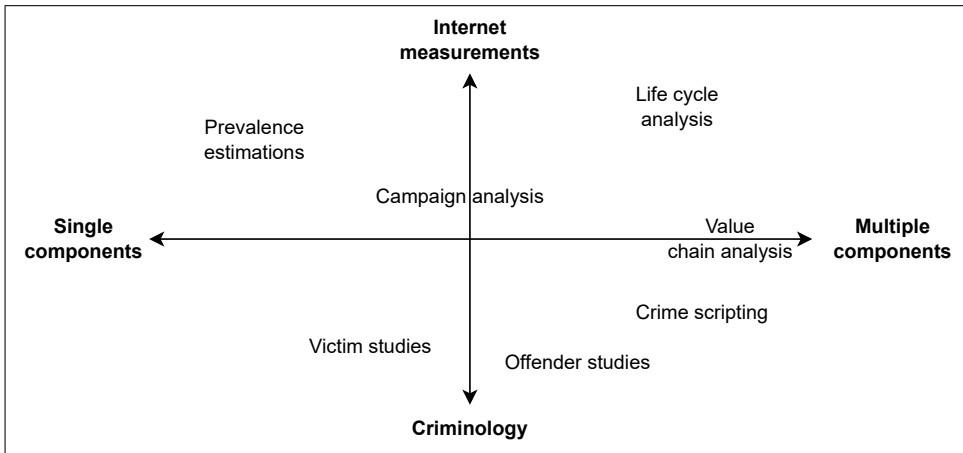 Internet
measurements
Life cycle
analysis
Prevalence
estimations
Campaign analysis
Single
components
Value
chain analysis
Multiple
components
Crime scripting
Victim studies
Offender studies
Criminology